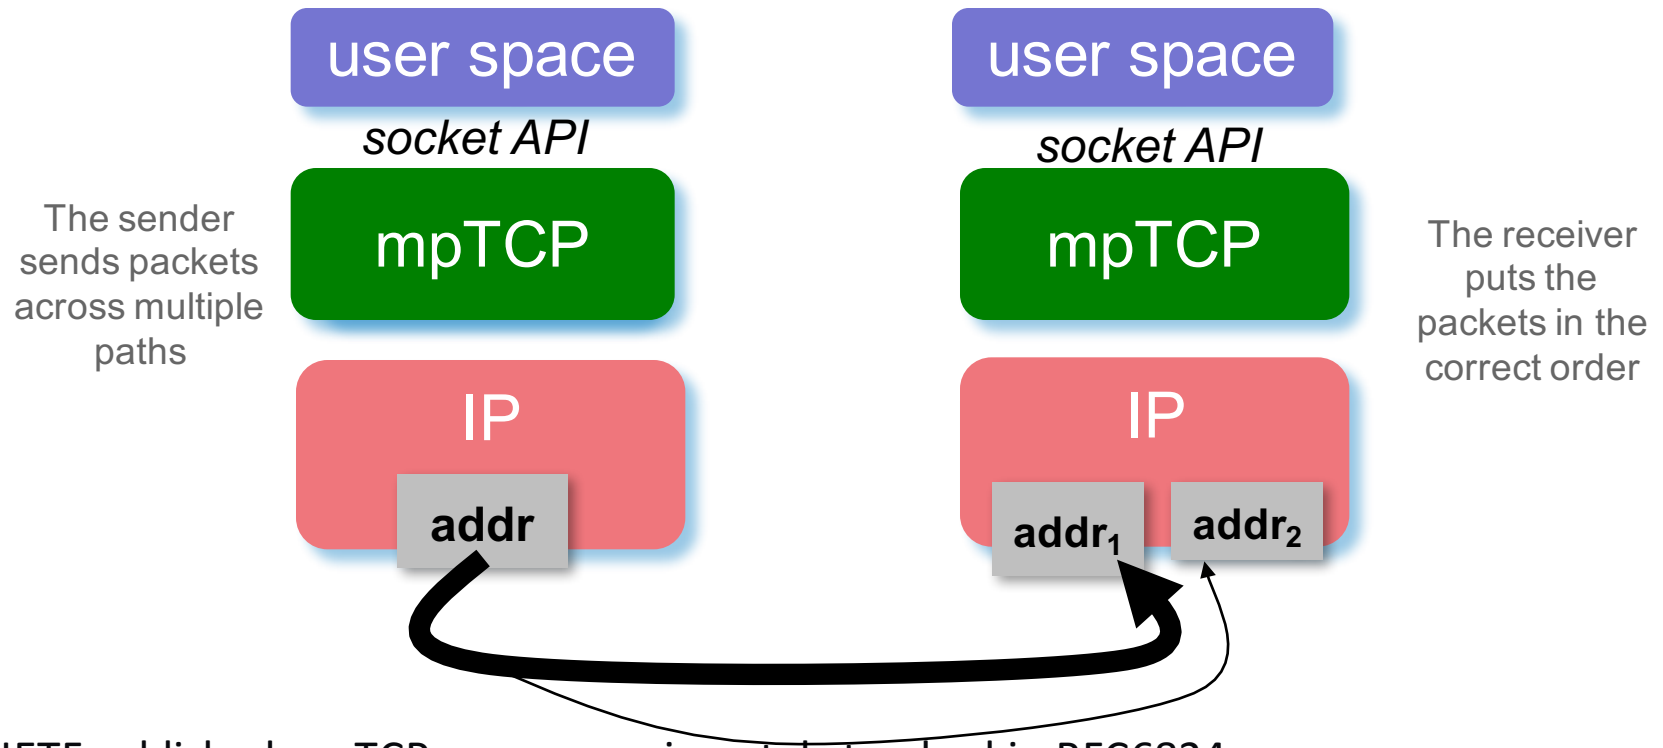 user space
socket API
mpTCP
IP
addr
The sender
sends packets
across multiple
paths
user space
socket API
mpTCP
IP
addr₁
addr₂
The receiver
puts the
packets in the
correct order